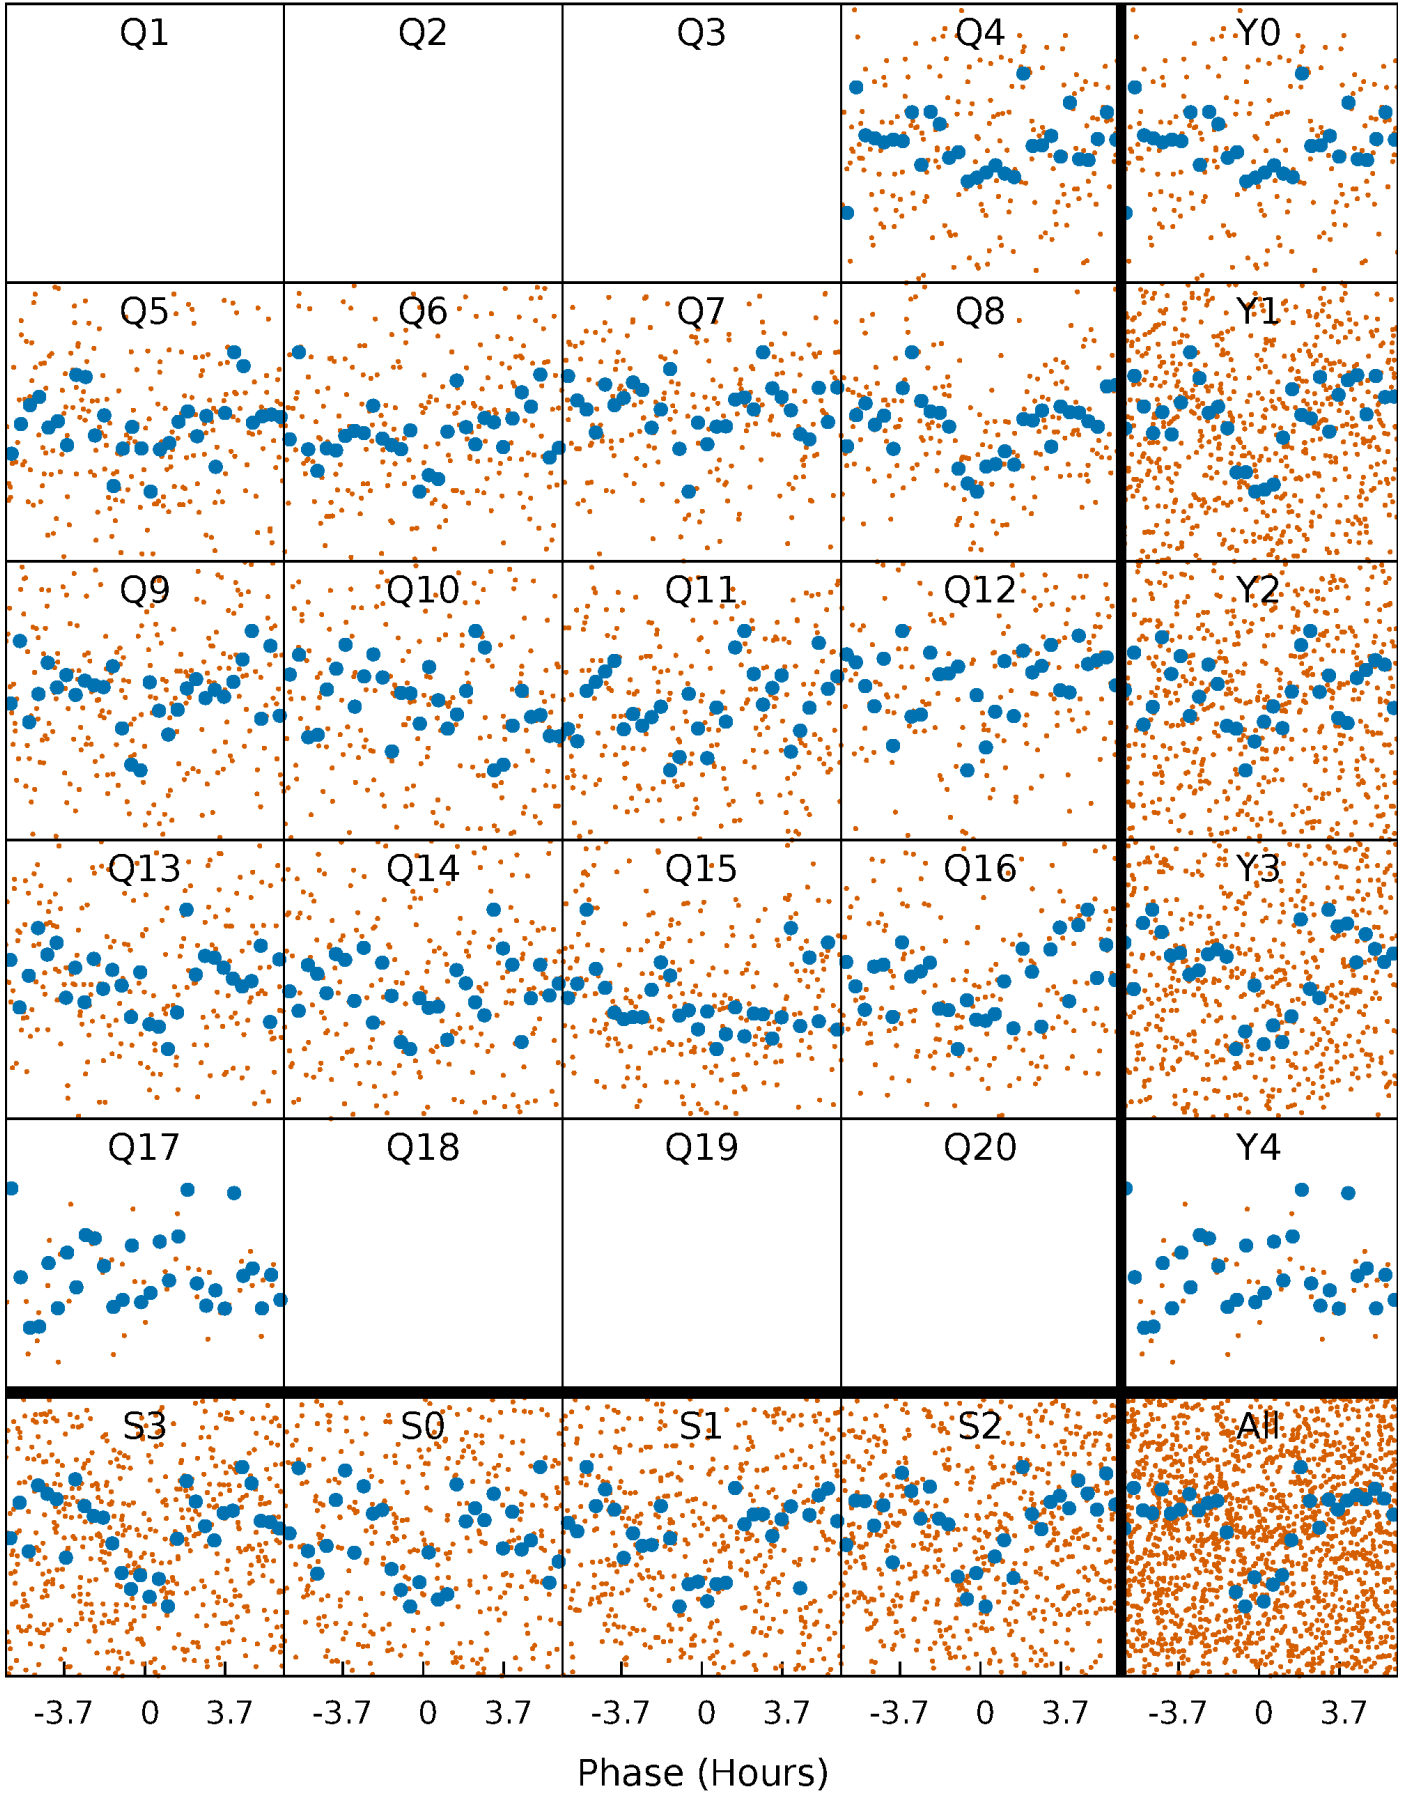 Q1 Q2 Q3 Q4 Y0
Q5 Q6 Q7 Q8 Y1
Q9 Q10 Q11 Q12 Y2
Q13 Q14 Q15 Q16 Y3
Q17 Q18 Q19 Q20 Y4
S3 S0 S1 S2 All
-3.7 0 3.7 -3.7 0 3.7 -3.7 0 3.7 -3.7 0 3.7 -3.7 0 3.7
Phase (Hours)